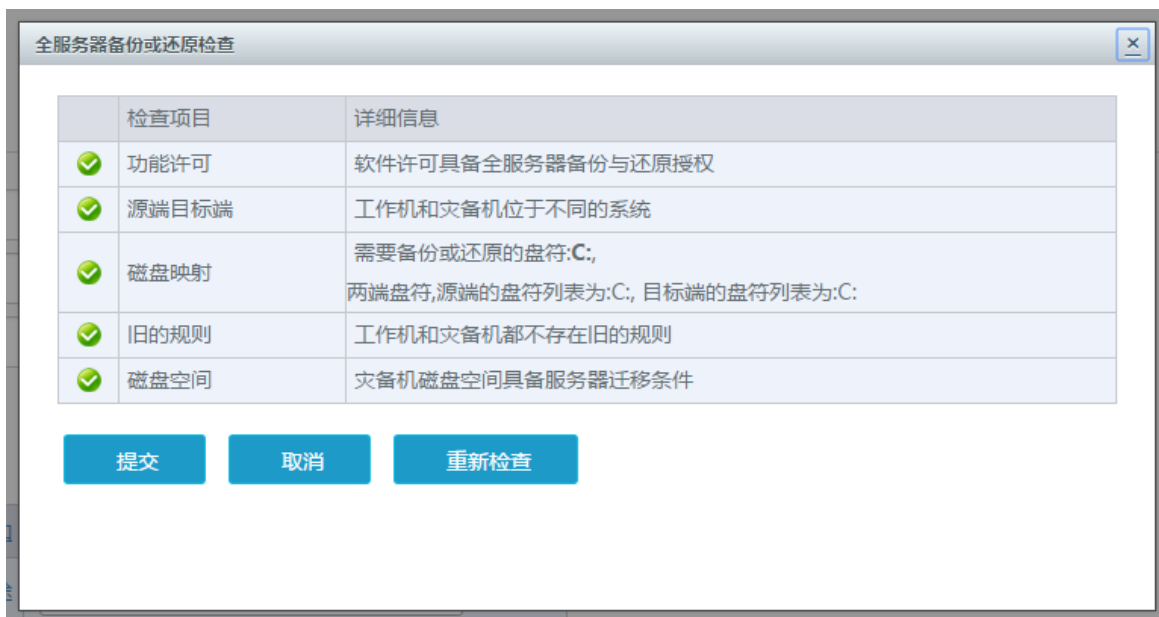 全服务器备份或还原检查
检查项目 详细信息
功能许可 软件许可具备全服务器备份与还原授权
源端目标端 工作机和灾备机位于不同的系统
磁盘映射 需要备份或还原的盘符:C:,
两端盘符,源端的盘符列表为:C:, 目标端的盘符列表为:C:
旧的规则 工作机和灾备机都不存在旧的规则
磁盘空间 灾备机磁盘空间具备服务器迁移条件
提交 取消 重新检查